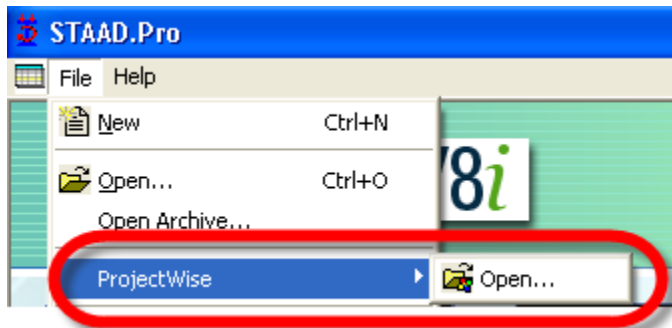 STAAD.Pro
File Help
New Ctrl+N
Open... Ctrl+O
Open Archive...
ProjectWise Open...
V8i